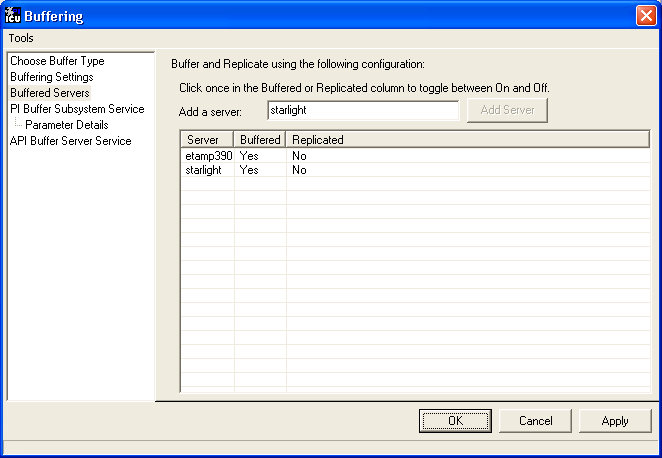 ICU Buffering
Tools
Choose Buffer Type
Buffering Settings
Buffered Servers
PI Buffer Subsystem Service
Parameter Details
API Buffer Server Service
Buffer and Replicate using the following configuration:
Click once in the Buffered or Replicated column to toggle between On and Off.
Add a server: starlight Add Server
Server Buffered Replicated
etamp390 Yes No
starlight Yes No
OK Cancel Apply